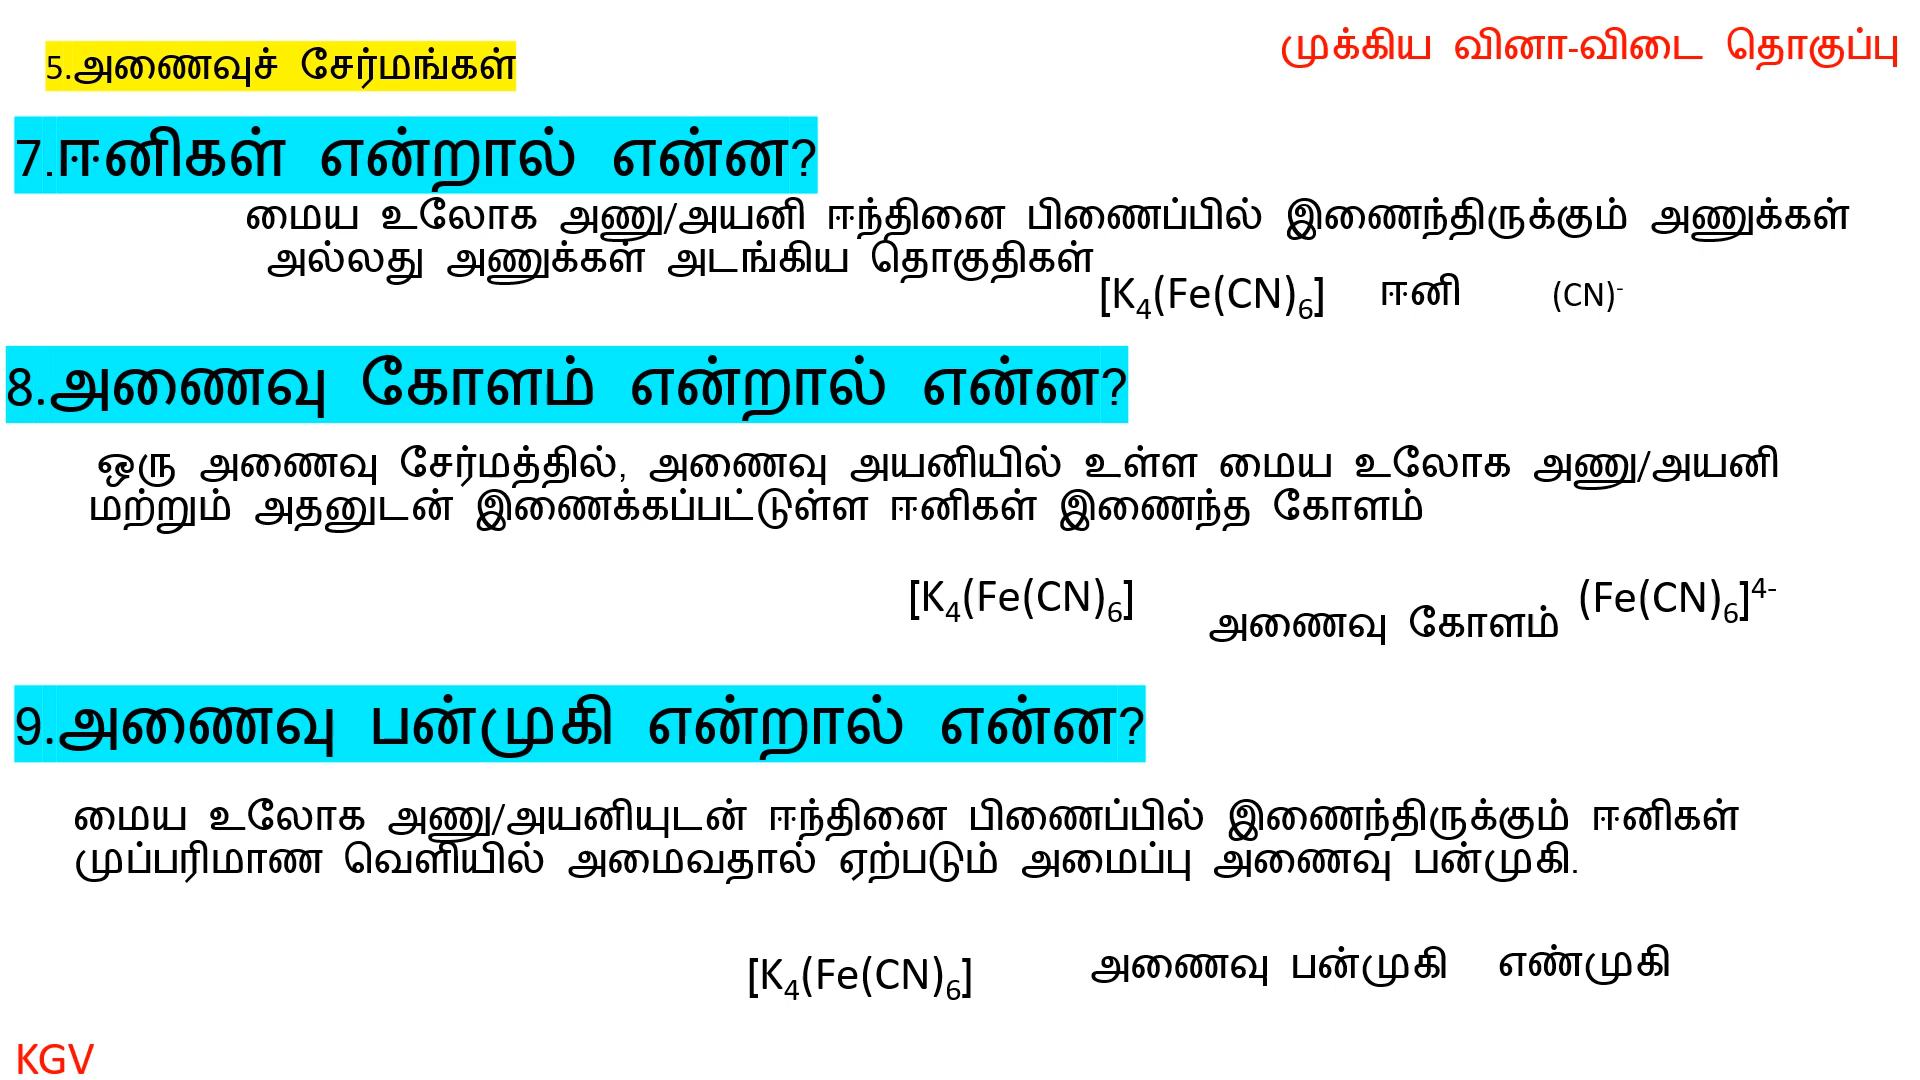 5.அணைவுச் சேர்மங்கள்
முக்கிய வினா-விடை தொகுப்பு
7.ஈனிகள் என்றால் என்ன?
மைய உலோக அணு/அயனி ஈந்தினை பிணைப்பில் இணைந்திருக்கும் அணுக்கள்
அல்லது அணுக்கள் அடங்கிய தொகுதிகள்
[K₄(Fe(CN)₆] ஈனி (CN)⁻
8.அணைவு கோளம் என்றால் என்ன?
ஒரு அணைவு சேர்மத்தில், அணைவு அயனியில் உள்ள மைய உலோக அணு/அயனி
மற்றும் அதனுடன் இணைக்கப்பட்டுள்ள ஈனிகள் இணைந்த கோளம்
[K₄(Fe(CN)₆] அணைவு கோளம் (Fe(CN)₆]⁴⁻
9.அணைவு பன்முகி என்றால் என்ன?
மைய உலோக அணு/அயனியுடன் ஈந்தினை பிணைப்பில் இணைந்திருக்கும் ஈனிகள்
முப்பரிமாண வெளியில் அமைவதால் ஏற்படும் அமைப்பு அணைவு பன்முகி.
[K₄(Fe(CN)₆] அணைவு பன்முகி எண்முகி
KGV